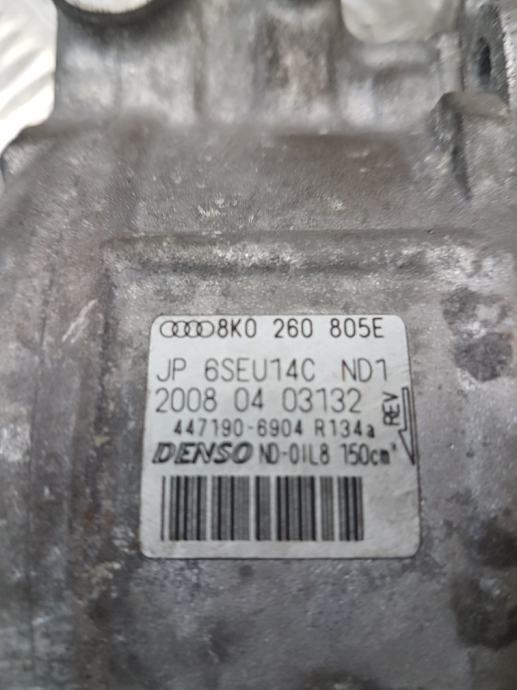 8K0 260 805E
JP 6SEU14C ND1
2008 04 03132
REV
447190-6904 R134a
DENSO ND-OIL8 150cm³